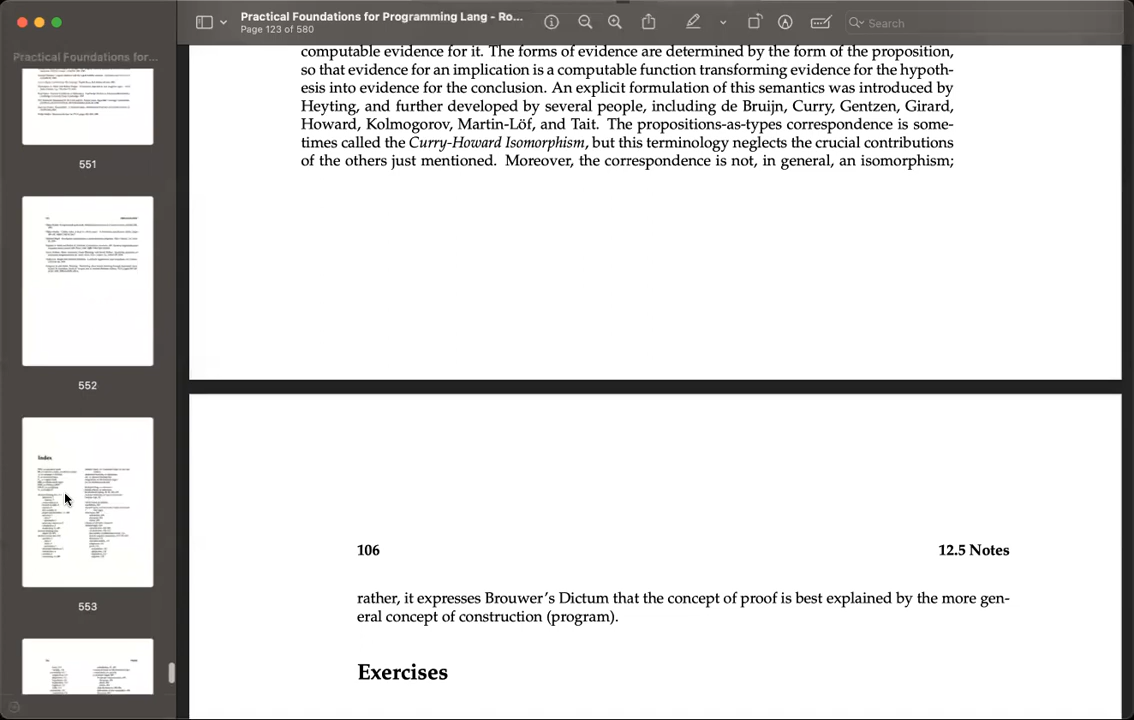 Practical Foundations for Programming Lang - Ro...
Page 123 of 580
Search
Practical Foundations for...
551
552
Index
553
computable evidence for it. The forms of evidence are determined by the form of the proposition,
so that evidence for an implication is a computable function transforming evidence for the hypoth-
esis into evidence for the conclusion. An explicit formulation of this semantics was introduced by
Heyting, and further developed by several people, including de Bruijn, Curry, Gentzen, Girard,
Howard, Kolmogorov, Martin-Löf, and Tait. The propositions-as-types correspondence is some-
times called the Curry-Howard Isomorphism, but this terminology neglects the crucial contributions
of the others just mentioned. Moreover, the correspondence is not, in general, an isomorphism;
106 12.5 Notes
rather, it expresses Brouwer's Dictum that the concept of proof is best explained by the more gen-
eral concept of construction (program).
Exercises